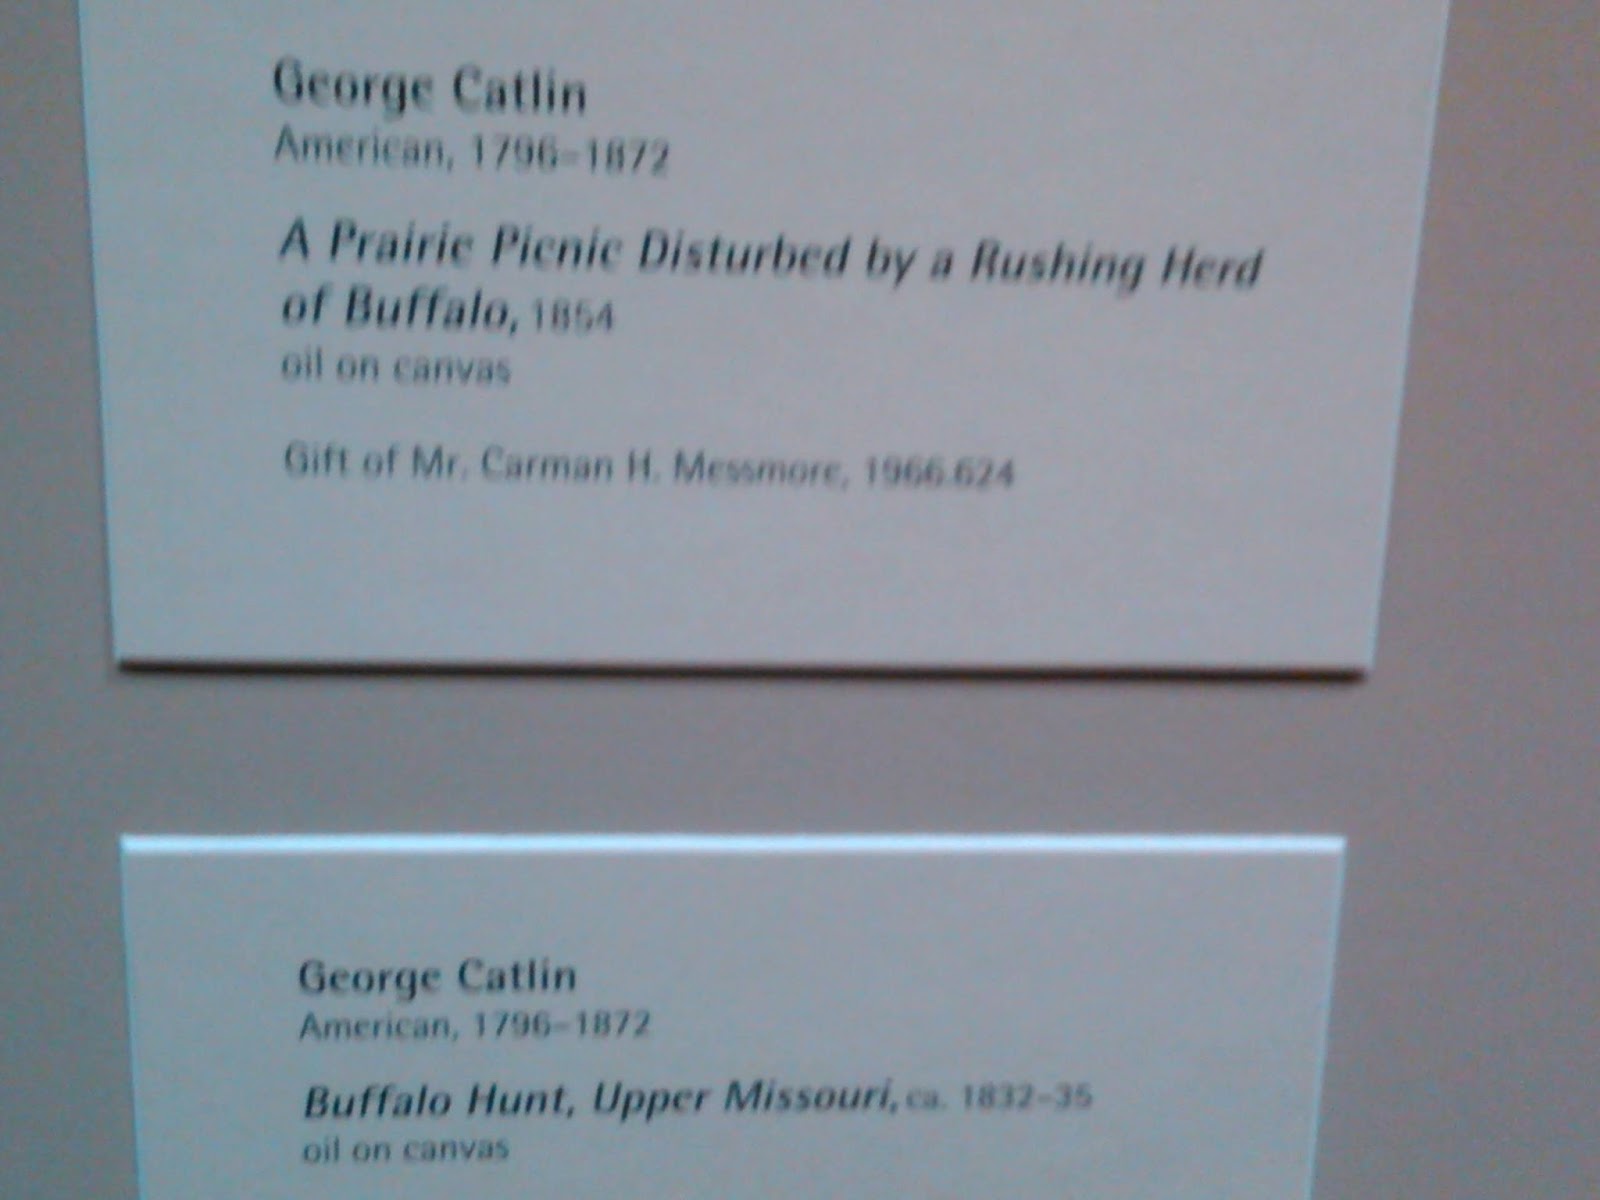 George Catlin
American, 1796–1872
A Prairie Picnic Disturbed by a Rushing Herd
of Buffalo, 1854
oil on canvas
Gift of Mr. Carman H. Messmore, 1966.624
George Catlin
American, 1796–1872
Buffalo Hunt, Upper Missouri, ca. 1832–35
oil on canvas